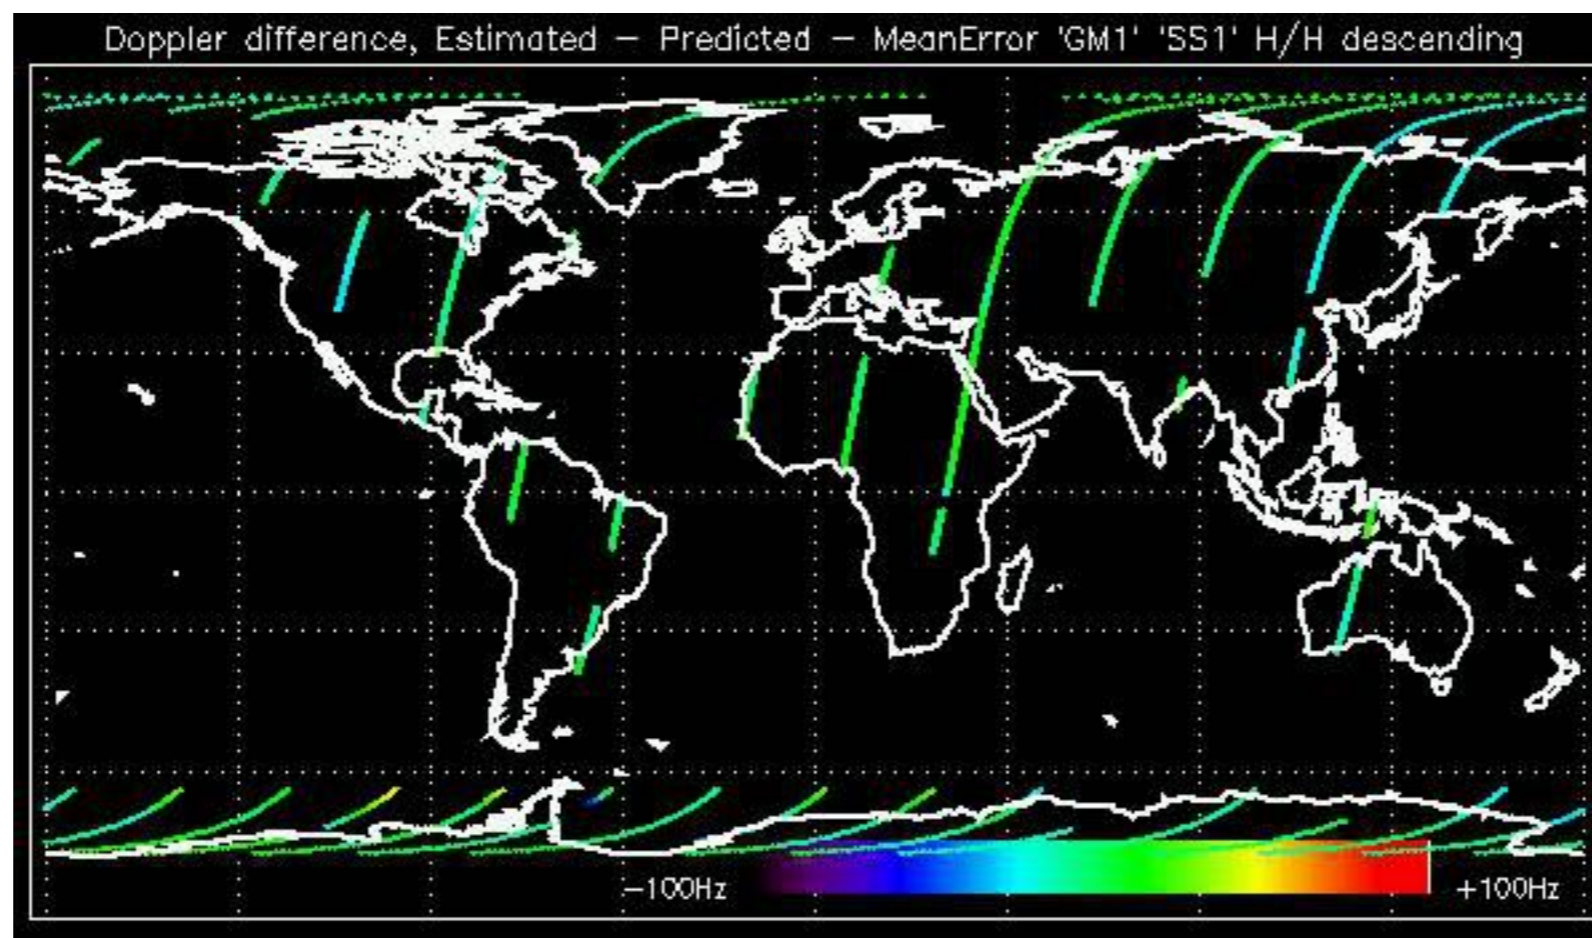 Doppler difference, Estimated - Predicted - MeanError 'GM1' 'SS1' H/H descending
-100Hz
+100Hz